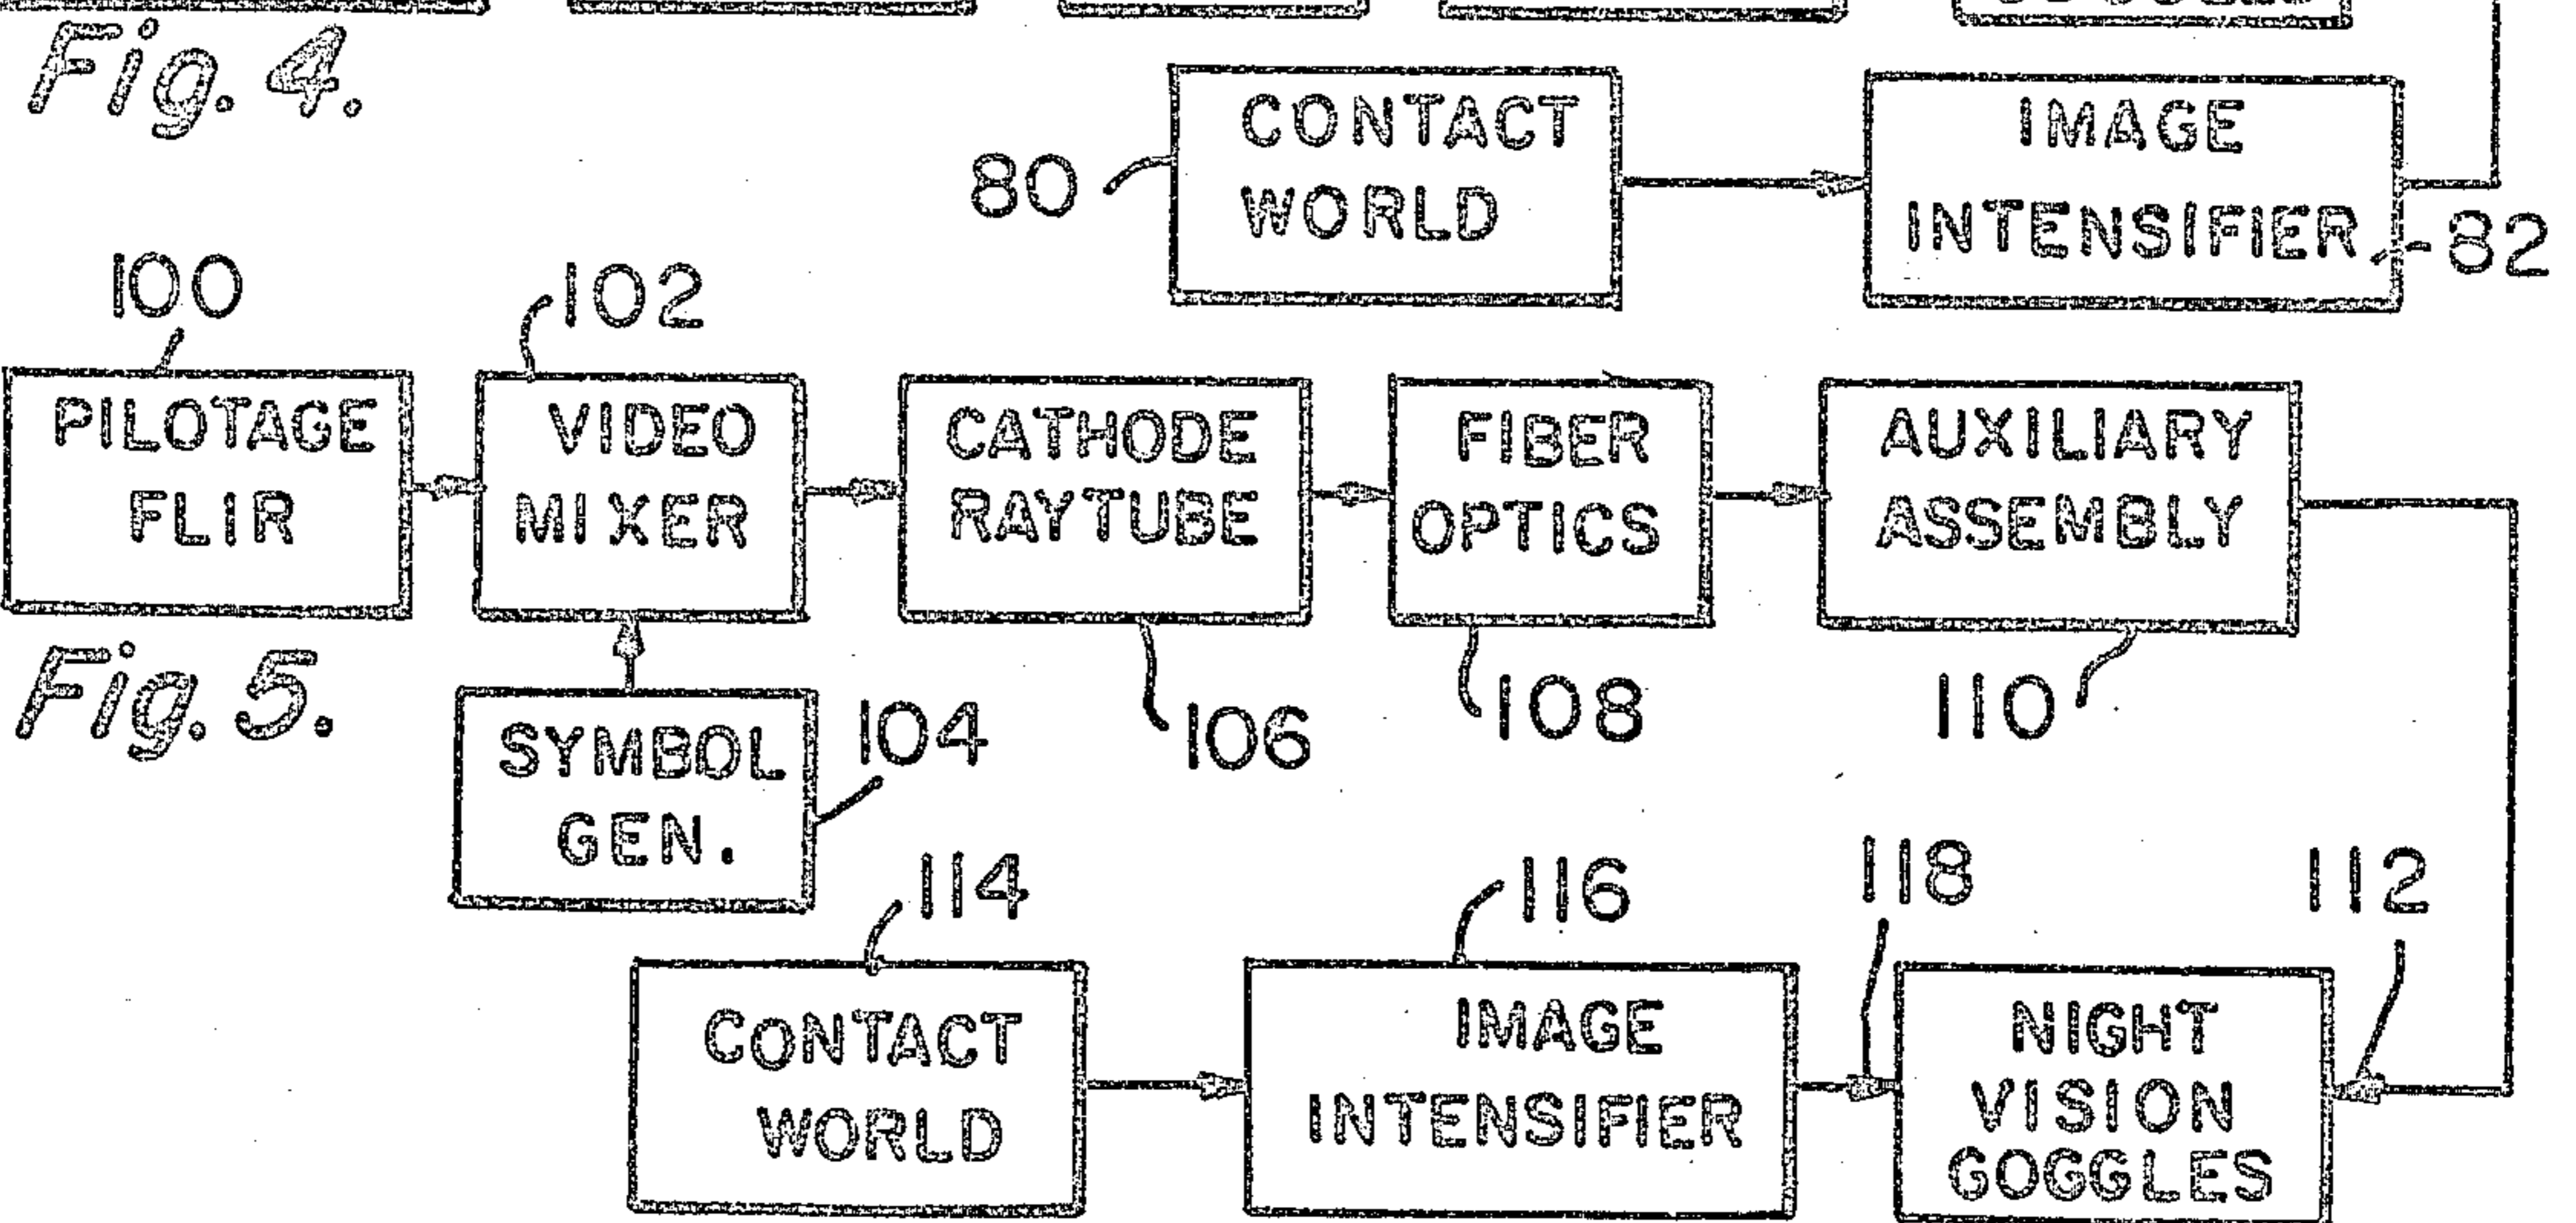 Fig. 4.
80
CONTACT
WORLD
IMAGE
INTENSIFIER
82
100
102
PILOTAGE
FLIR
VIDEO
MIXER
CATHODE
RAY TUBE
FIBER
OPTICS
AUXILIARY
ASSEMBLY
Fig. 5.
SYMBOL
GEN.
104
106
108
110
114
116
118
112
CONTACT
WORLD
IMAGE
INTENSIFIER
NIGHT
VISION
GOGGLES